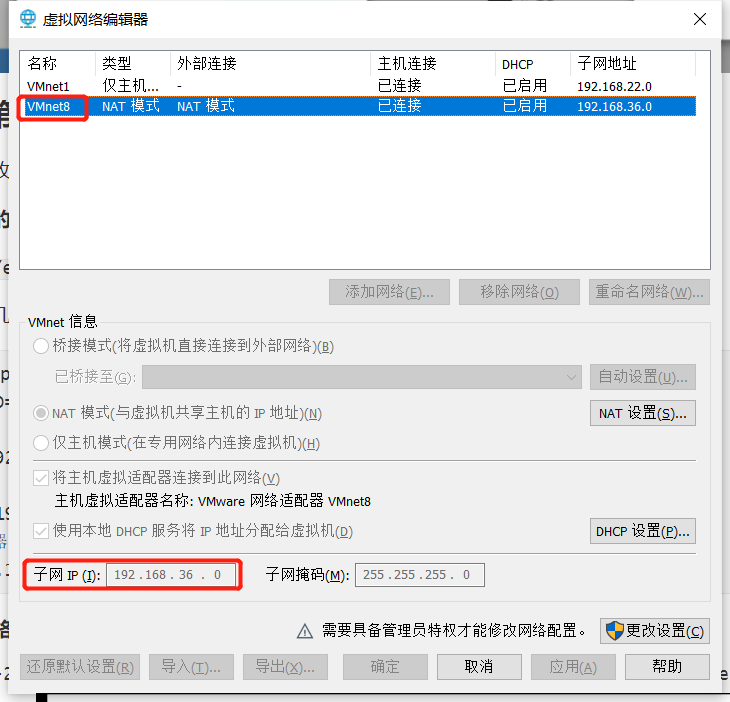 虚拟网络编辑器
名称 类型 外部连接 主机连接 DHCP 子网地址
VMnet1 仅主机... - 已连接 已启用 192.168.22.0
VMnet8 NAT 模式 NAT 模式 已连接 已启用 192.168.36.0
添加网络(E)... 移除网络(O) 重命名网络(W)...
VMnet 信息
桥接模式(将虚拟机直接连接到外部网络)(B)
已桥接至(G): 自动设置(U)...
NAT 模式(与虚拟机共享主机的 IP 地址)(N) NAT 设置(S)...
仅主机模式(在专用网络内连接虚拟机)(H)
将主机虚拟适配器连接到此网络(V)
主机虚拟适配器名称: VMware 网络适配器 VMnet8
使用本地 DHCP 服务将 IP 地址分配给虚拟机(D) DHCP 设置(P)...
子网 IP (I): 192 . 168 . 36 . 0 子网掩码(M): 255 . 255 . 255 . 0
需要具备管理员特权才能修改网络配置。 更改设置(C)
还原默认设置(R) 导入(T)... 导出(X)... 确定 取消 应用(A) 帮助